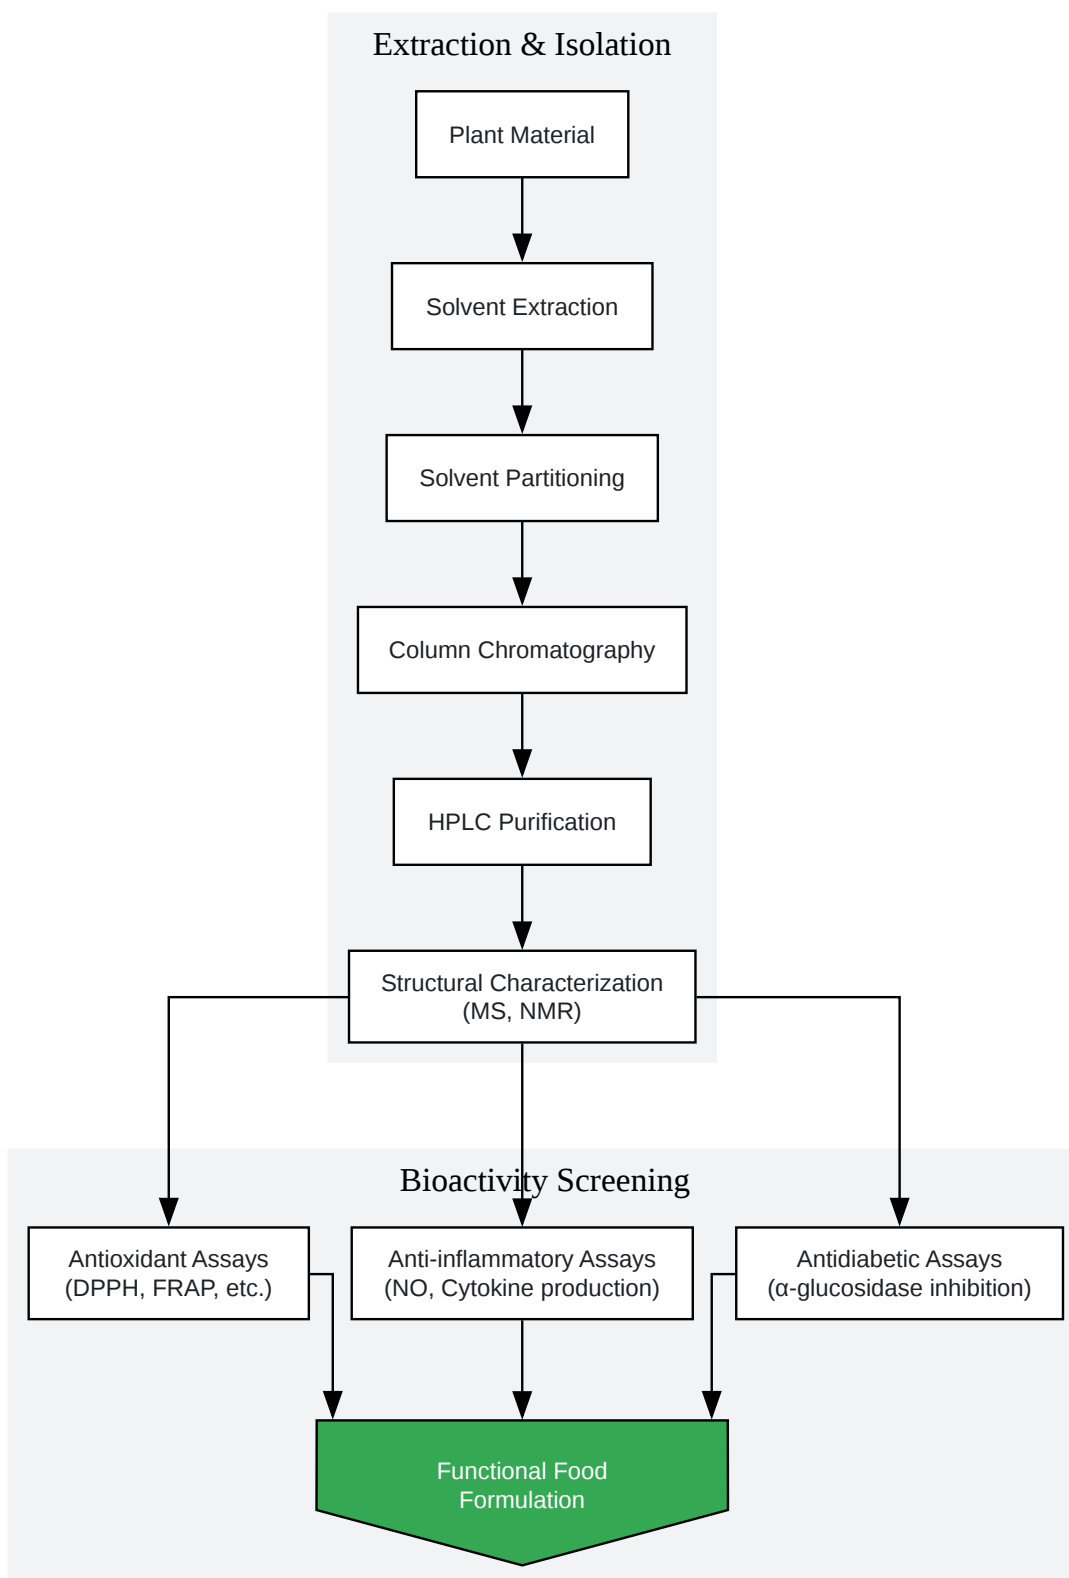 Extraction & Isolation
Plant Material
Solvent Extraction
Solvent Partitioning
Column Chromatography
HPLC Purification
Structural Characterization
(MS, NMR)
Bioactivity Screening
Antioxidant Assays
(DPPH, FRAP, etc.)
Anti-inflammatory Assays
(NO, Cytokine production)
Antidiabetic Assays
(α-glucosidase inhibition)
Functional Food
Formulation